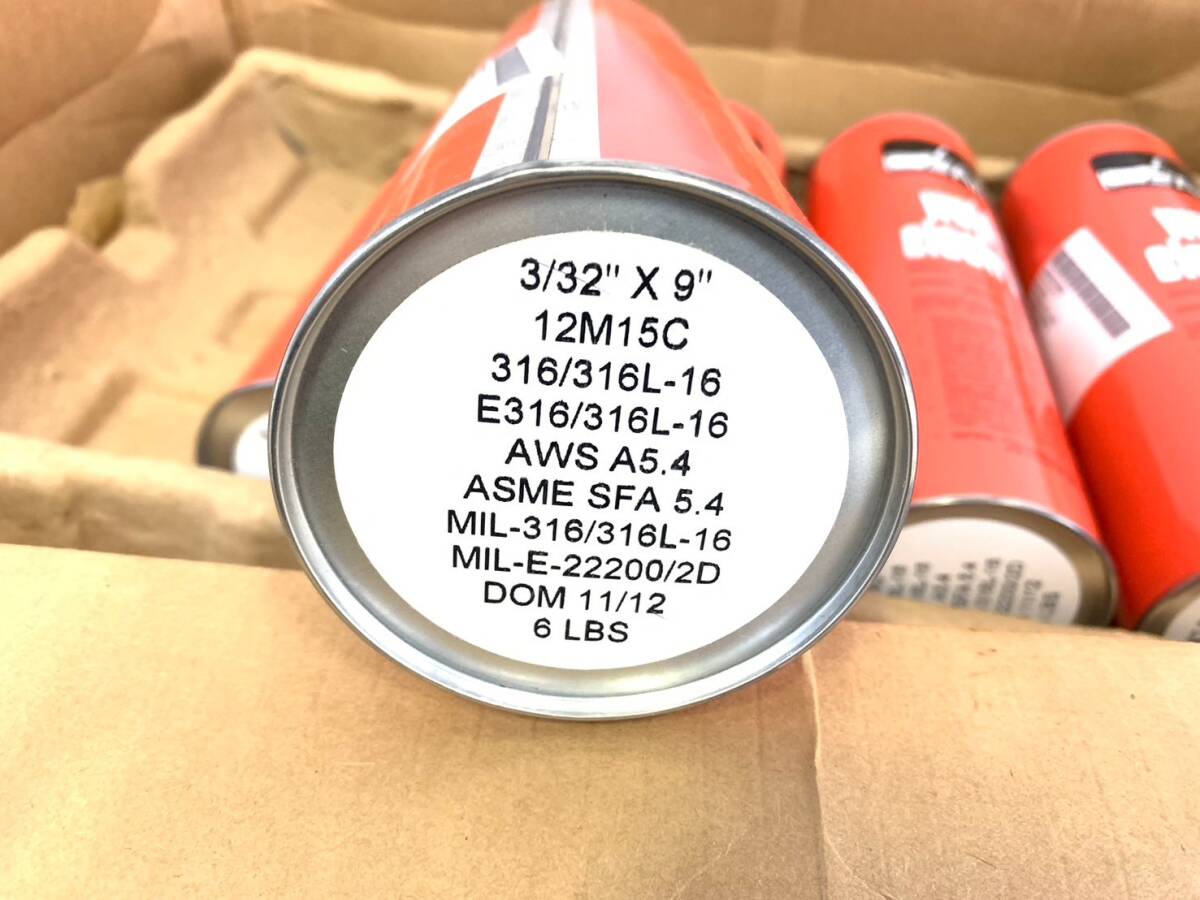 3/32" X 9"
12M15C
316/316L-16
E316/316L-16
AWS A5.4
ASME SFA 5.4
MIL-316/316L-16
MIL-E-22200/2D
DOM 11/12
6 LBS